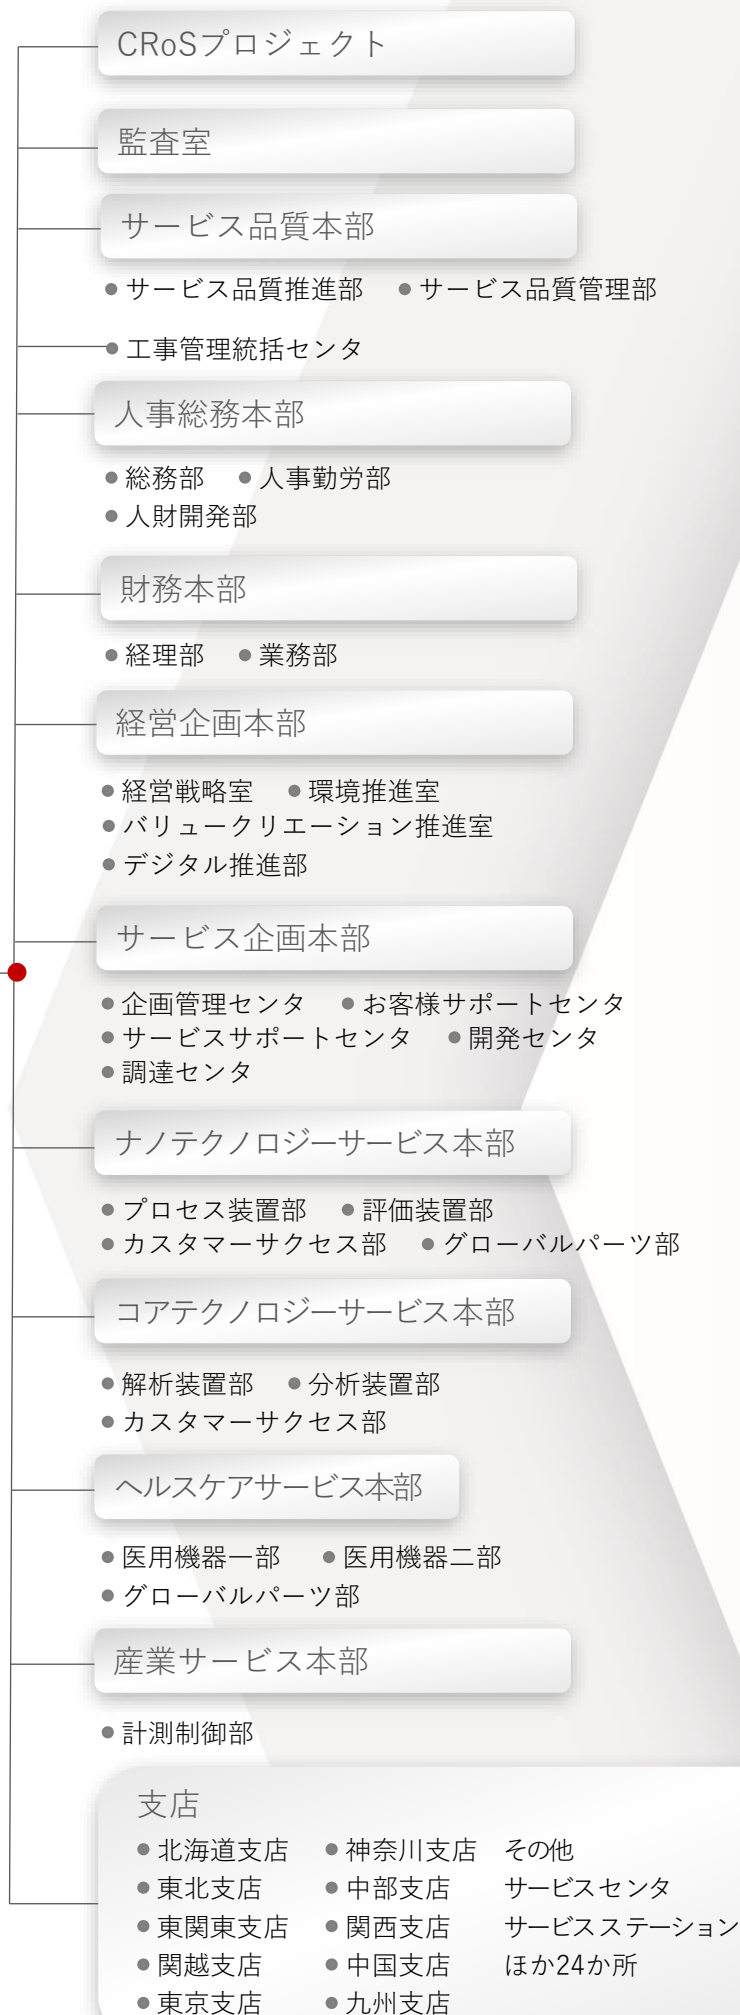 CRoSプロジェクト
監査室
サービス品質本部
●サービス品質推進部 ●サービス品質管理部
●工事管理統括センタ
人事総務本部
●総務部 ●人事勤労部
●人財開発部
財務本部
●経理部 ●業務部
経営企画本部
●経営戦略室 ●環境推進室
●バリュークリエーション推進室
●デジタル推進部
サービス企画本部
●企画管理センタ ●お客様サポートセンタ
●サービスサポートセンタ ●開発センタ
●調達センタ
ナノテクノロジーサービス本部
●プロセス装置部 ●評価装置部
●カスタマーサクセス部 ●グローバルパーツ部
コアテクノロジーサービス本部
●解析装置部 ●分析装置部
●カスタマーサクセス部
ヘルスケアサービス本部
●医用機器一部 ●医用機器二部
●グローバルパーツ部
産業サービス本部
●計測制御部
支店
●北海道支店 ●神奈川支店 その他
●東北支店 ●中部支店 サービスセンタ
●東関東支店 ●関西支店 サービスステーション
●関越支店 ●中国支店 ほか24か所
●東京支店 ●九州支店